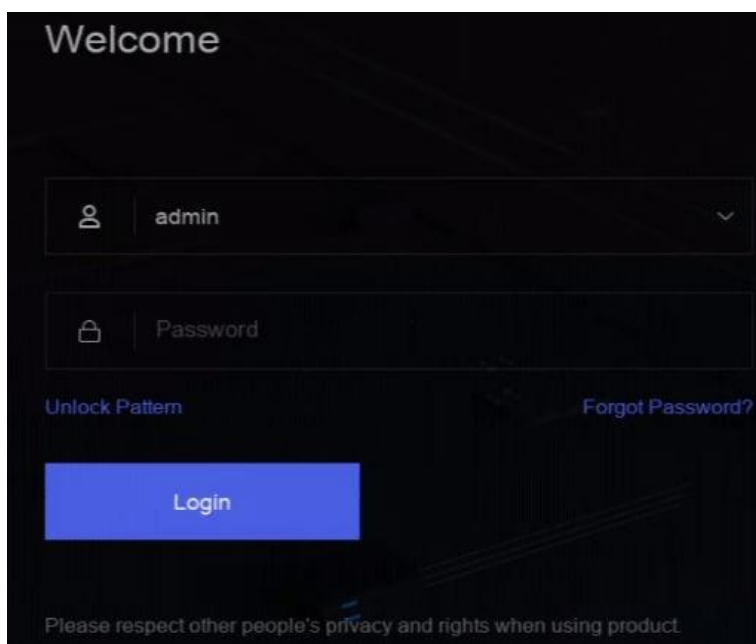 Welcome
admin
Password
Unlock Pattern Forgot Password?
Login
Please respect other people's privacy and rights when using product.